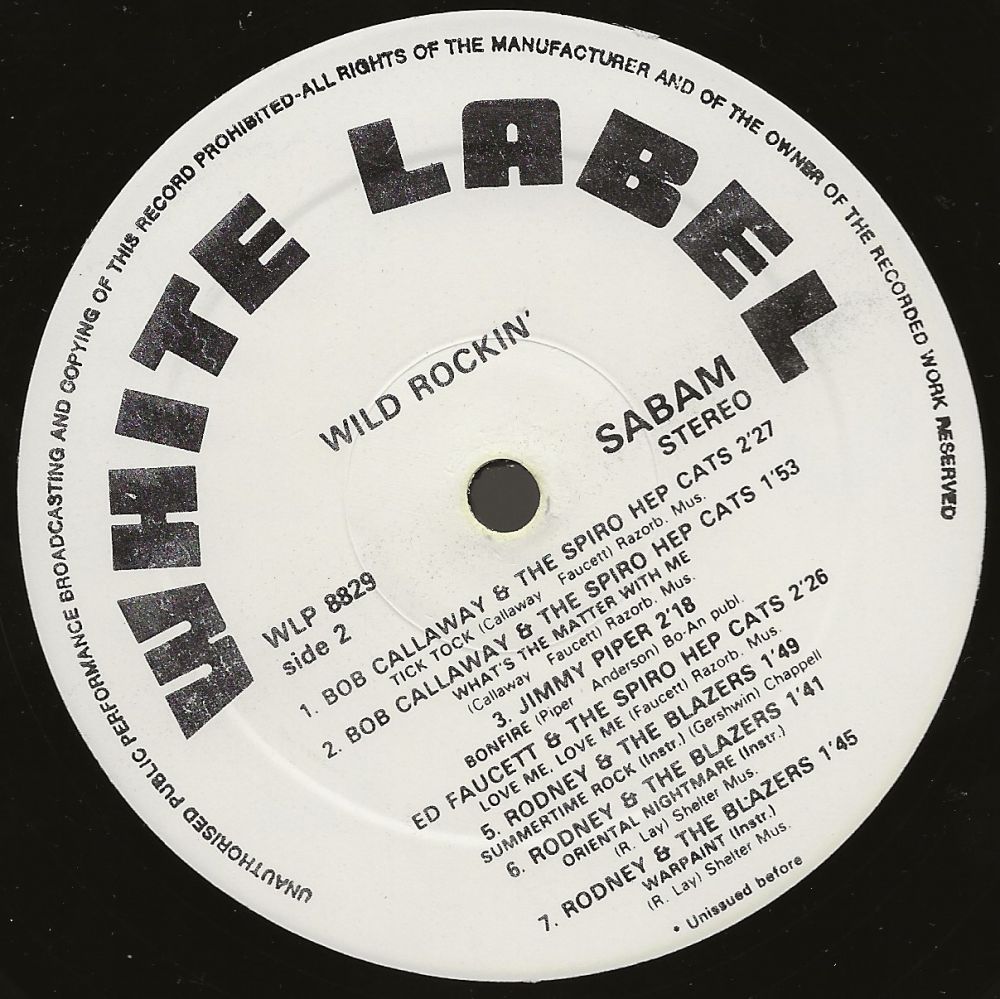 UNAUTHORISED PUBLIC PERFORMANCE BROADCASTING AND COPYING OF THIS RECORD PROHIBITED-ALL RIGHTS OF THE MANUFACTURER AND OF THE OWNER OF THE RECORDED WORK RESERVED
WHITE LABEL
WILD ROCKIN'
SABAM
STEREO
WLP 8829
side 2
1. BOB CALLAWAY & THE SPIRO HEP CATS 2'27
TICK TOCK (Callaway Faucett) Razorb. Mus.
2. BOB CALLAWAY & THE SPIRO HEP CATS 1'53
WHAT'S THE MATTER WITH ME
(Callaway Faucett) Razorb. Mus.
3. JIMMY PIPER 2'18
BONFIRE (Piper Anderson) Bo-An publ.
ED FAUCETT & THE SPIRO HEP CATS 2'26
LOVE ME, LOVE ME (Faucett) Razorb. Mus.
5. RODNEY & THE BLAZERS 1'49
SUMMERTIME ROCK (Instr.) (Gershwin) Chappell
6. RODNEY & THE BLAZERS 1'41
ORIENTAL NIGHTMARE (Instr.)
(R. Lay) Shelter Mus.
7. RODNEY & THE BLAZERS 1'45
WARPAINT (Instr.)
(R. Lay) Shelter Mus.
• Unissued before